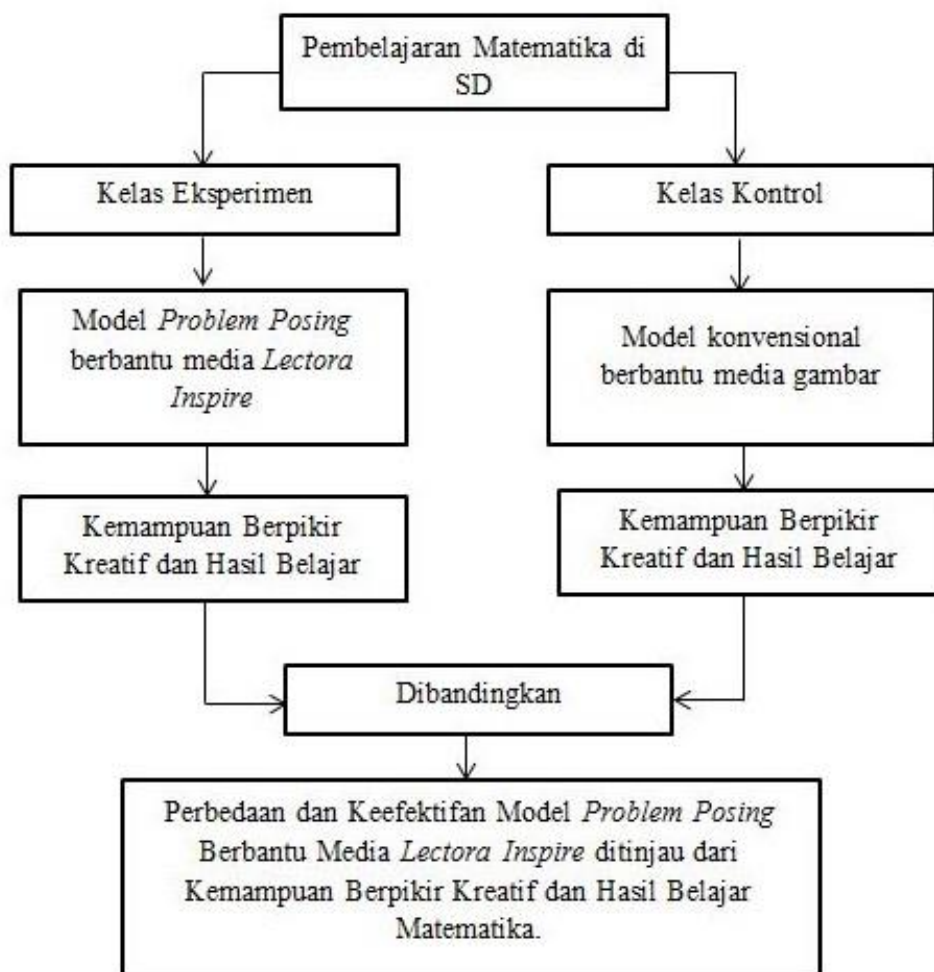 Pembelajaran Matematika di
SD
Kelas Eksperimen
Kelas Kontrol
Model Problem Posing
berbantu media Lectora
Inspire
Model konvensional
berbantu media gambar
Kemampuan Berpikir
Kreatif dan Hasil Belajar
Kemampuan Berpikir
Kreatif dan Hasil Belajar
Dibandingkan
Perbedaan dan Keefektifan Model Problem Posing
Berbantu Media Lectora Inspire ditinjau dari
Kemampuan Berpikir Kreatif dan Hasil Belajar
Matematika.